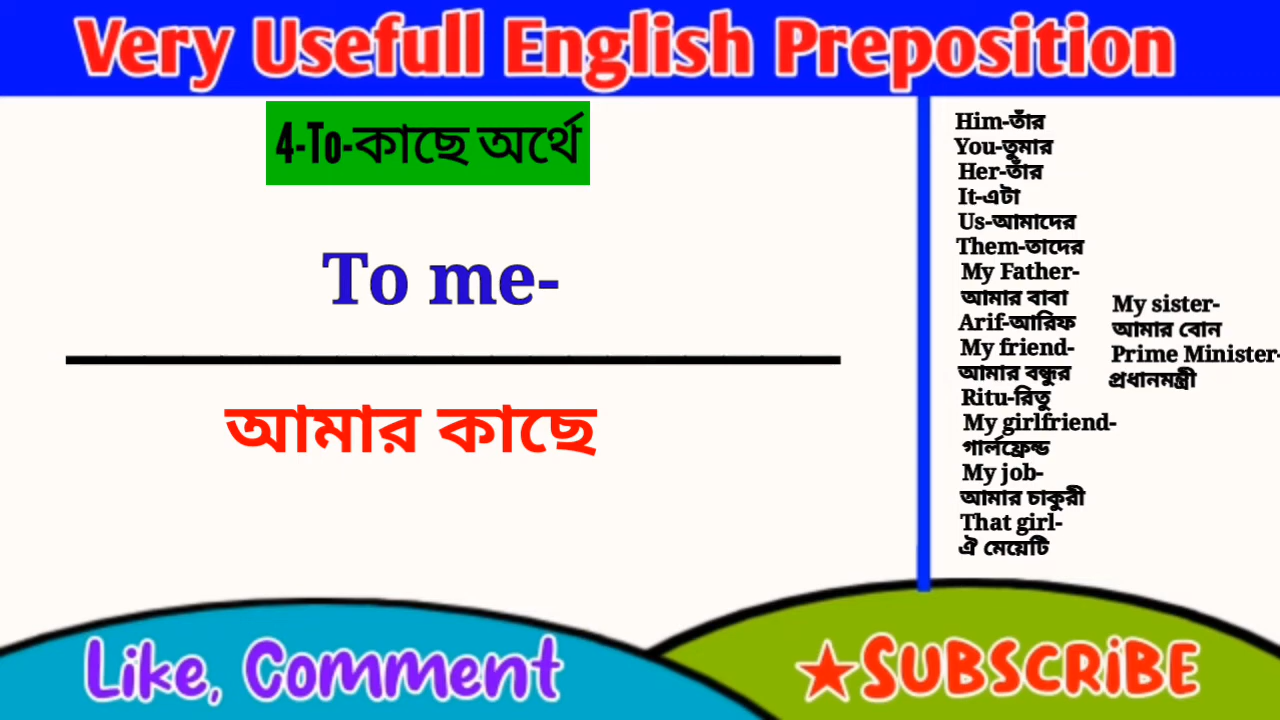 Very Usefull English Preposition
4-To-কাছে অর্থে
To me-
আমার কাছে
Him-তাঁর
You-তুমার
Her-তাঁর
It-এটা
Us-আমাদের
Them-তাদের
My Father-
আমার বাবা
Arif-আরিফ
My friend-
আমার বন্ধুর
Ritu-রিতু
My girlfriend-
গার্লফ্রেন্ড
My job-
আমার চাকুরী
That girl-
ঐ মেয়েটি
My sister-
আমার বোন
Prime Minister-
প্রধানমন্ত্রী
Like, Comment
SUBSCRiBE